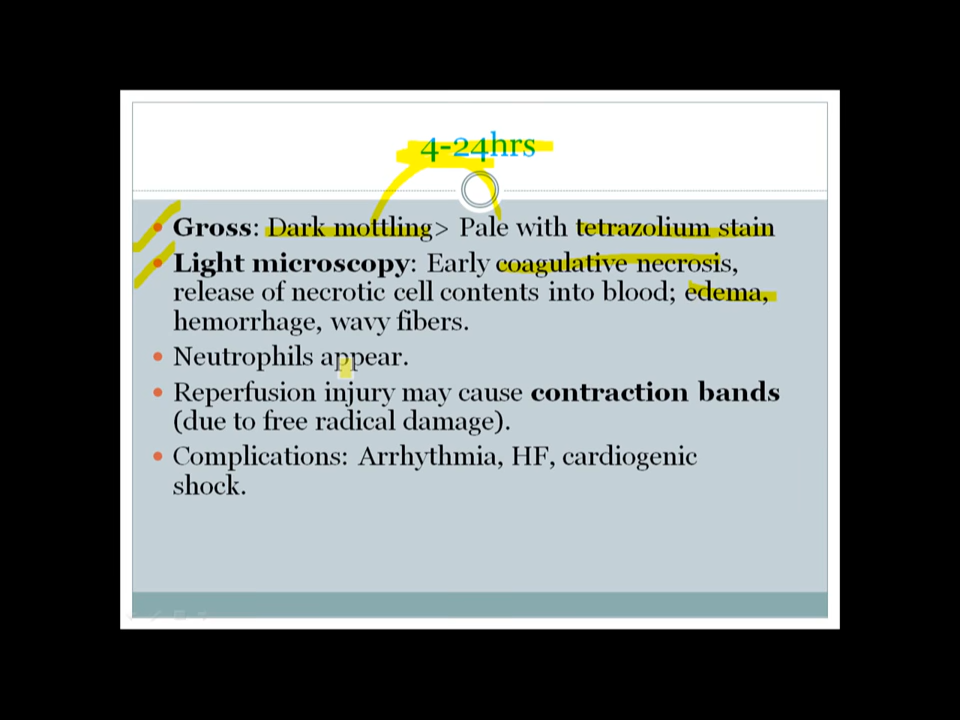 4-24hrs
Gross: Dark mottling> Pale with tetrazolium stain
Light microscopy: Early coagulative necrosis,
release of necrotic cell contents into blood; edema,
hemorrhage, wavy fibers.
Neutrophils appear.
Reperfusion injury may cause contraction bands
(due to free radical damage).
Complications: Arrhythmia, HF, cardiogenic
shock.